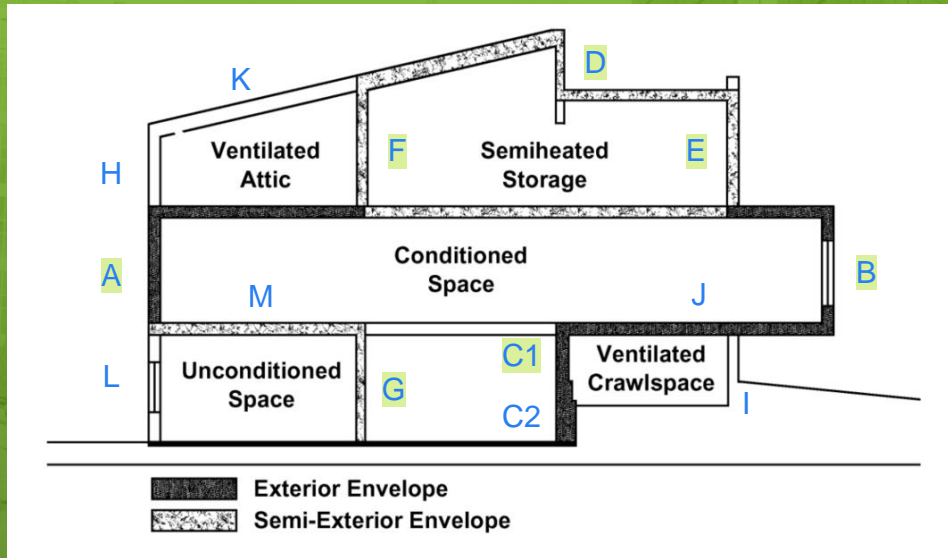 D
K
Ventilated
Attic
F
Semiheated
Storage
E
H
Conditioned
Space
A
B
M
J
L
Unconditioned
Space
G
C1
C2
Ventilated
Crawlspace
I
Exterior Envelope
Semi-Exterior Envelope